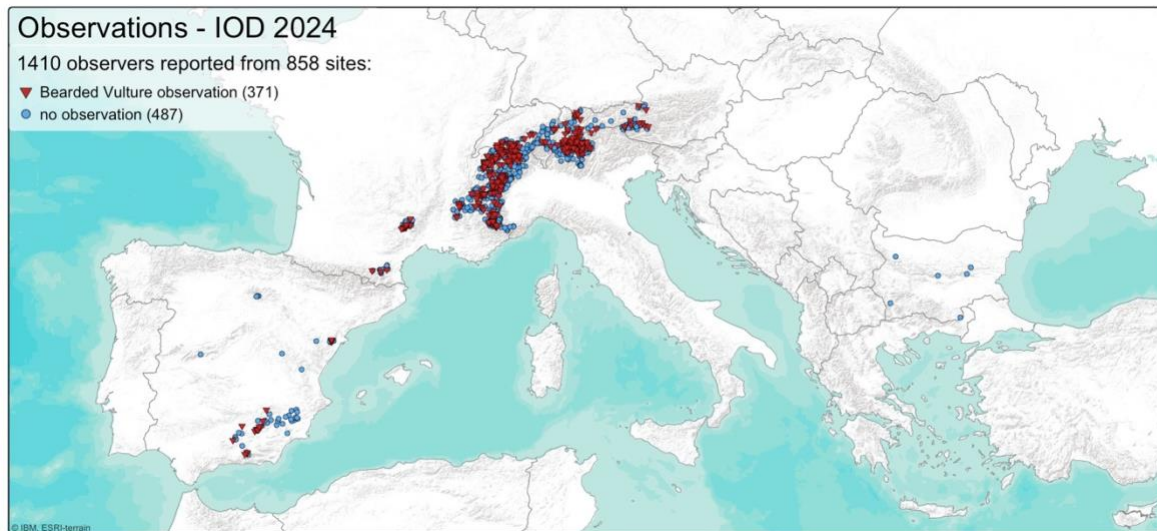 Observations - IOD 2024
1410 observers reported from 858 sites:
Bearded Vulture observation (371)
no observation (487)
© IBM, ESRI-terrain